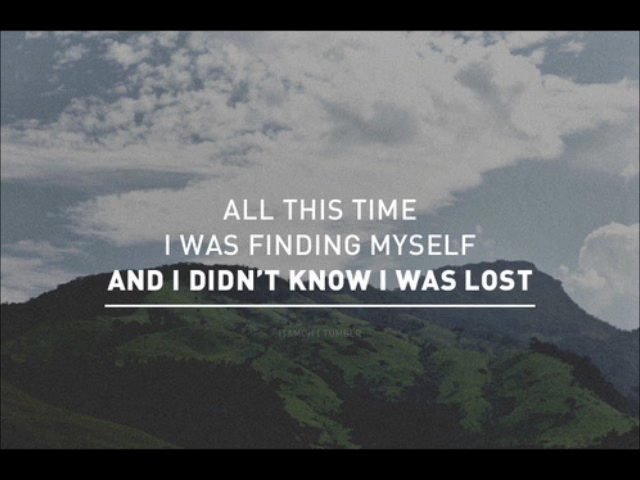 ALL THIS TIME
I WAS FINDING MYSELF
AND I DIDN'T KNOW I WAS LOST